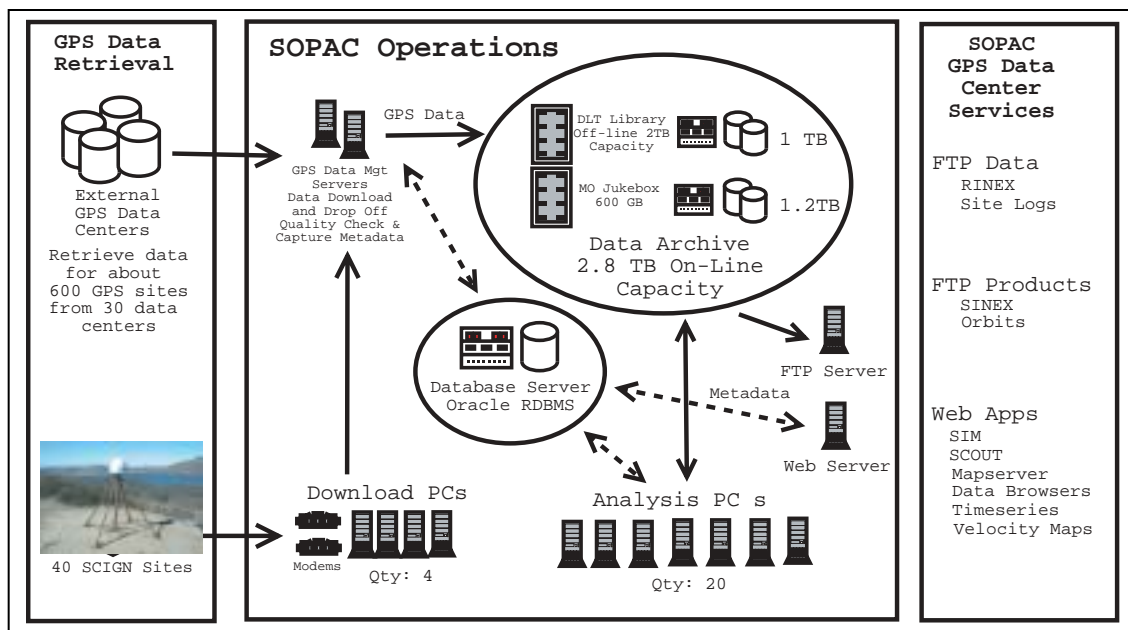 GPS Data
Retrieval
External
GPS Data
Centers
Retrieve data
for about
600 GPS sites
from 30 data
centers
40 SCIGN Sites
SOPAC Operations
GPS Data
GPS Data Mgt
Servers
Data Download
and Drop Off
Quality Check &
Capture Metadata
DLT Library
Off-line 2TB
Capacity
1 TB
MO Jukebox
600 GB
1.2TB
Data Archive
2.8 TB On-Line
Capacity
Database Server
Oracle RDBMS
Metadata
FTP Server
Web Server
Download PCs
Modems
Qty: 4
Analysis PC s
Qty: 20
SOPAC
GPS Data
Center
Services
FTP Data
RINEX
Site Logs
FTP Products
SINEX
Orbits
Web Apps
SIM
SCOUT
Mapserver
Data Browsers
Timeseries
Velocity Maps